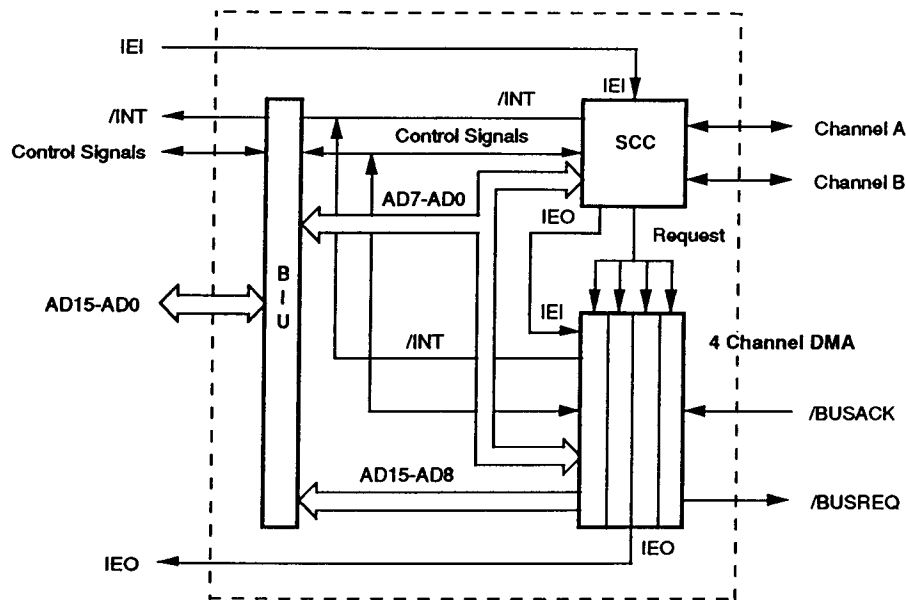 IEI
IEI
/INT
/INT
Control Signals
Control Signals
SCC
Channel A
Channel B
AD7-AD0
IEO
Request
B
I
U
AD15-AD0
IEI
/INT
4 Channel DMA
/BUSACK
AD15-AD8
/BUSREQ
IEO
IEO